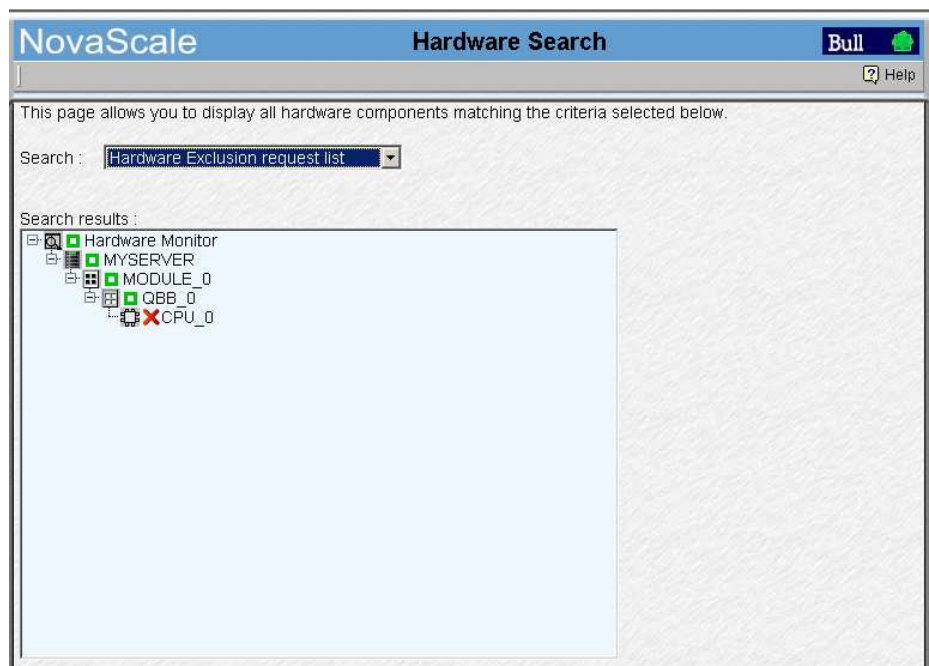 NovaScale Hardware Search Bull
Help
This page allows you to display all hardware components matching the criteria selected below.
Search : Hardware Exclusion request list
Search results :
Hardware Monitor
MYSERVER
MODULE_0
QBB_0
CPU_0